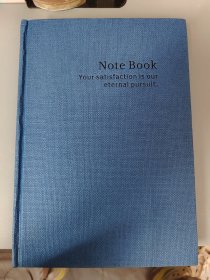 Note Book
Your satisfaction is our
eternal pursuit.